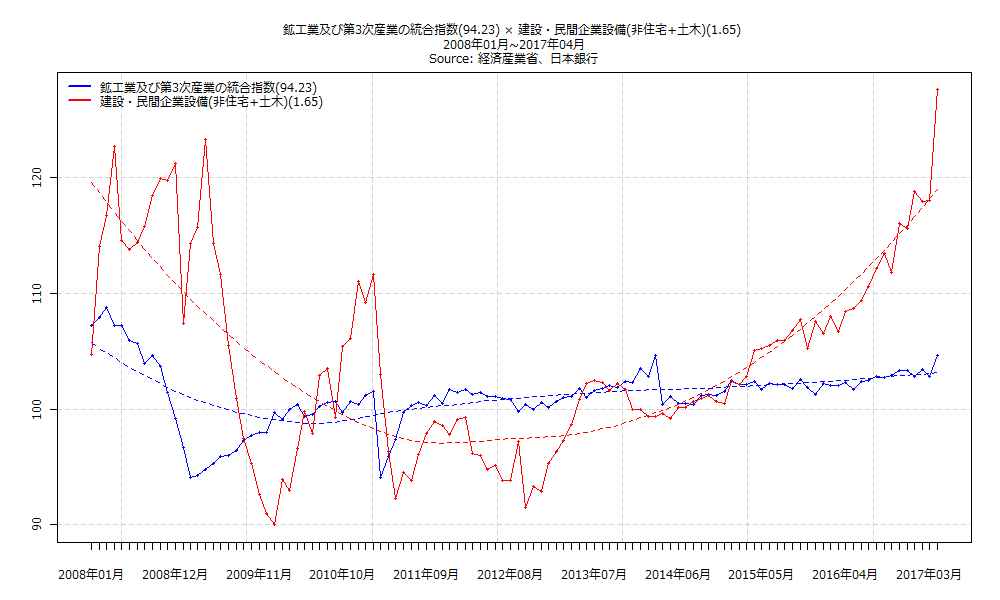 鉱工業及び第3次産業の統合指数(94.23) × 建設・民間企業設備(非住宅+土木)(1.65)
2008年01月~2017年04月
Source: 経済産業省、日本銀行
鉱工業及び第3次産業の統合指数(94.23)
建設・民間企業設備(非住宅+土木)(1.65)
120
110
100
90
2008年01月 2008年12月 2009年11月 2010年10月 2011年09月 2012年08月 2013年07月 2014年06月 2015年05月 2016年04月 2017年03月